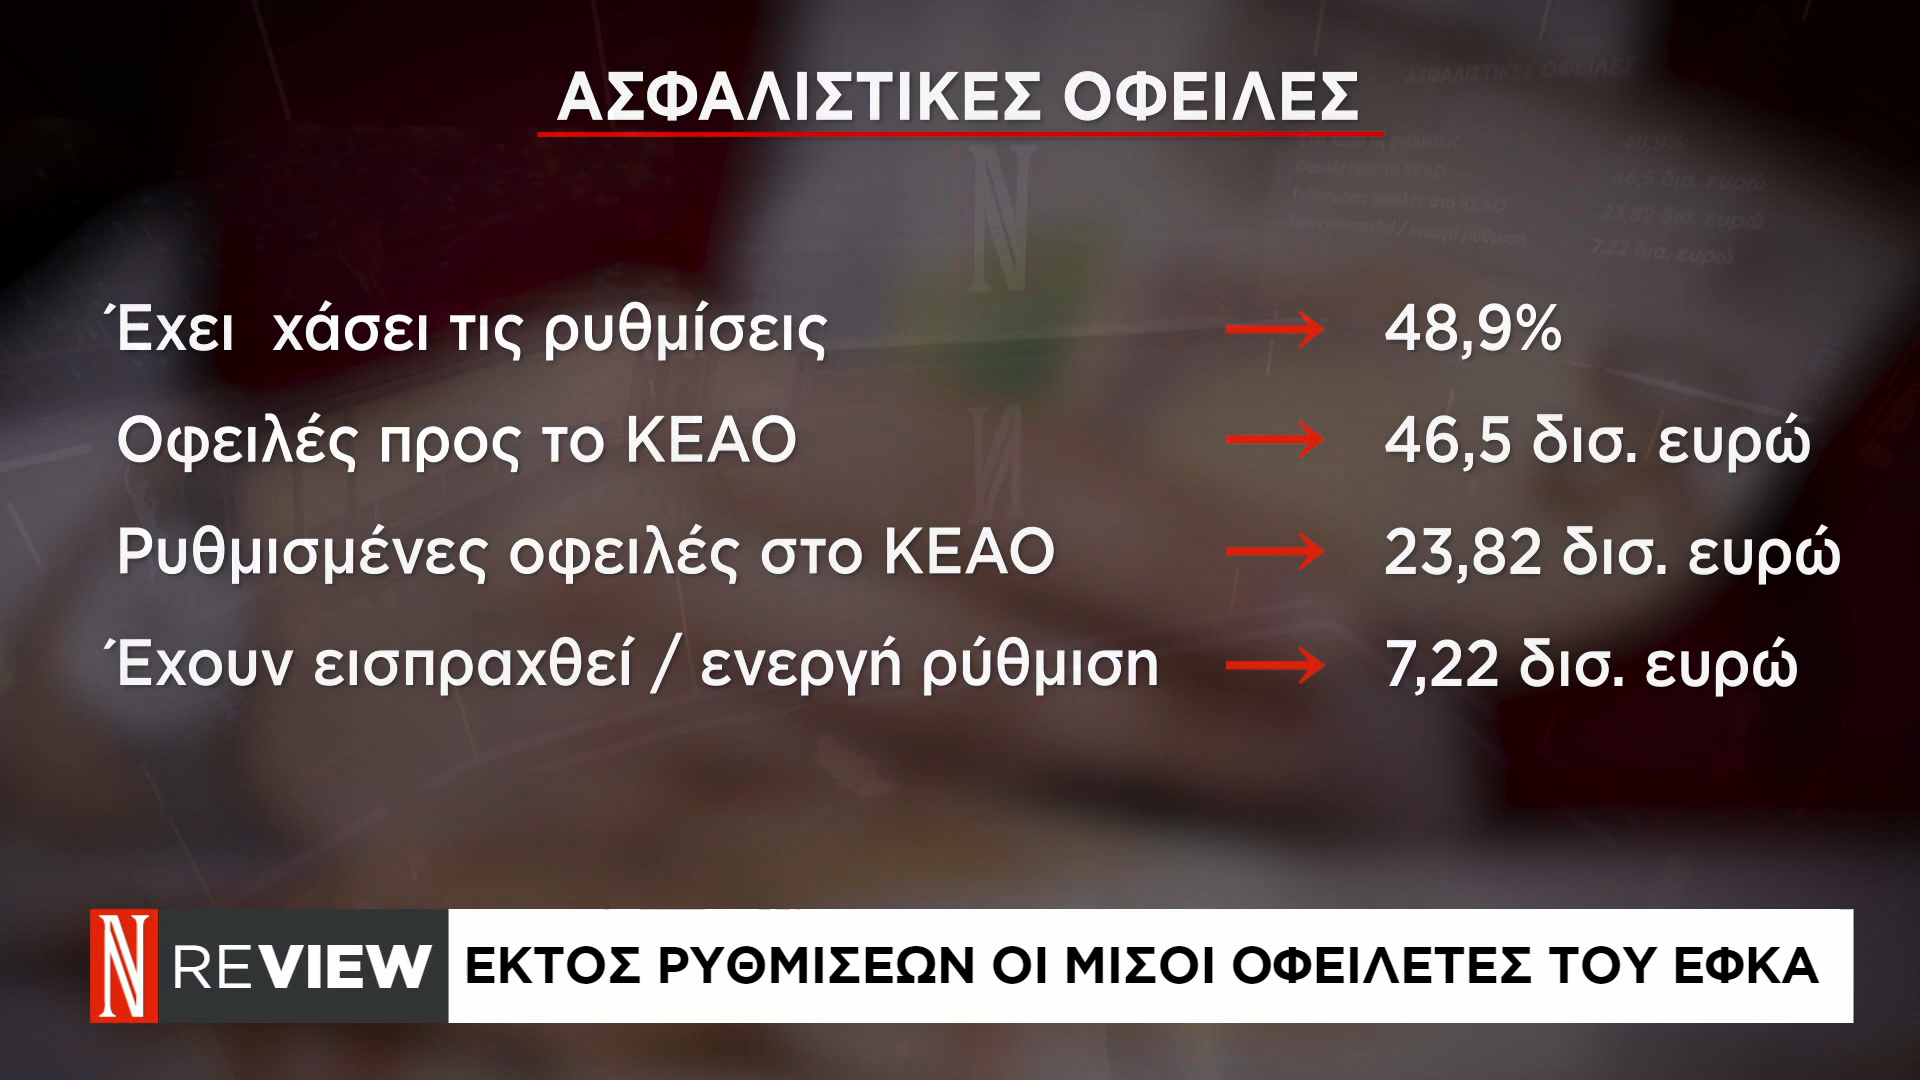 ΑΣΦΑΛΙΣΤΙΚΕΣ ΟΦΕΙΛΕΣ
Έχει χάσει τις ρυθμίσεις → 48,9%
Οφειλές προς το ΚΕΑΟ → 46,5 δισ. ευρώ
Ρυθμισμένες οφειλές στο ΚΕΑΟ → 23,82 δισ. ευρώ
Έχουν εισπραχθεί / ενεργή ρύθμιση → 7,22 δισ. ευρώ
N REVIEW ΕΚΤΟΣ ΡΥΘΜΙΣΕΩΝ ΟΙ ΜΙΣΟΙ ΟΦΕΙΛΕΤΕΣ ΤΟΥ ΕΦΚΑ